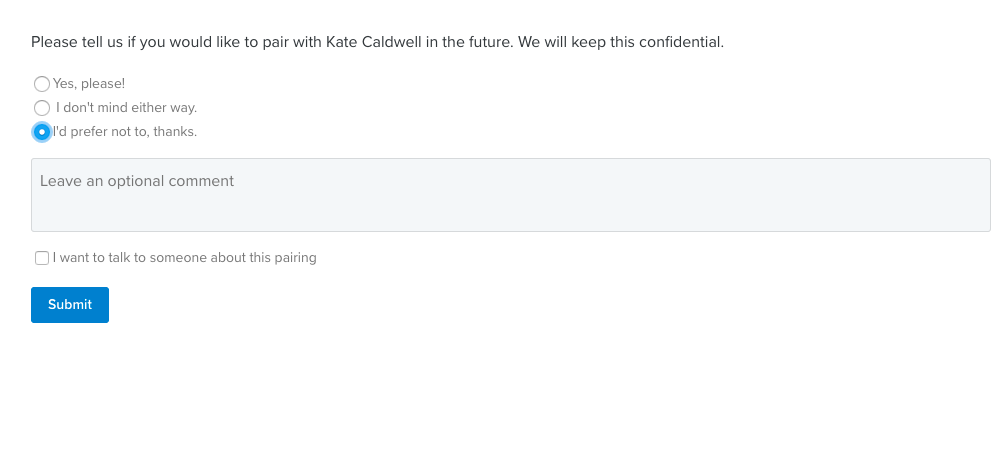 Please tell us if you would like to pair with Kate Caldwell in the future. We will keep this confidential.
Yes, please!
I don't mind either way.
I'd prefer not to, thanks.
Leave an optional comment
I want to talk to someone about this pairing
Submit